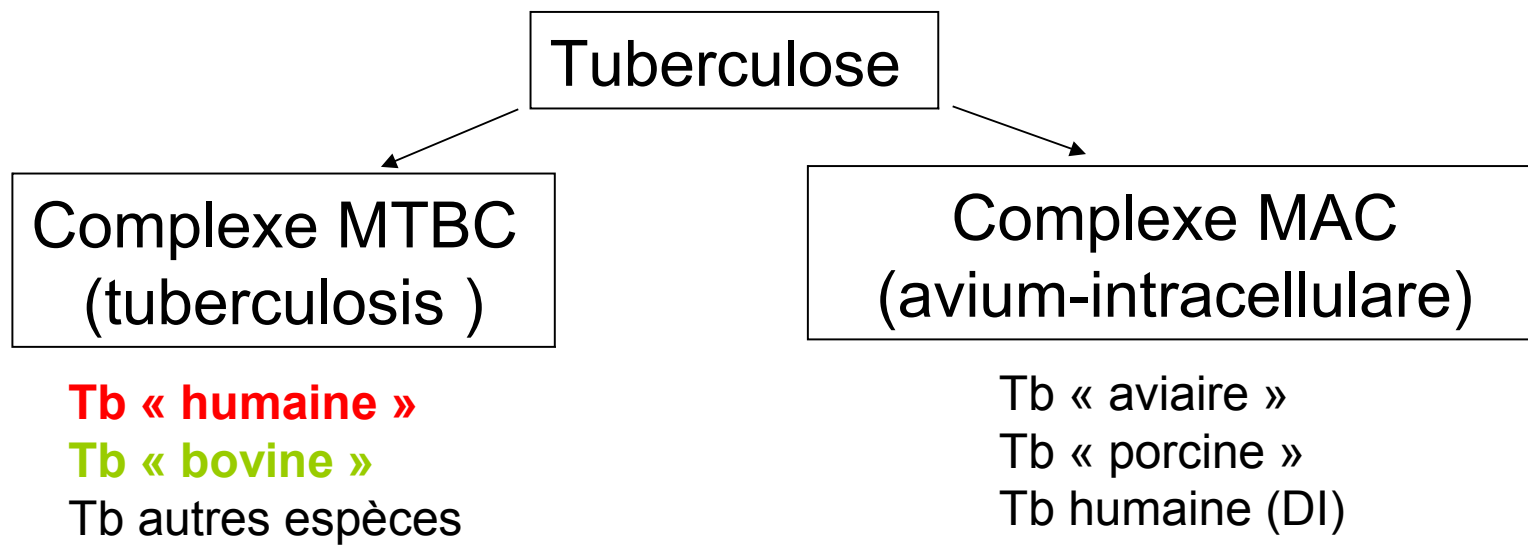 Tuberculose
Complexe MTBC
(tuberculosis )
Tb « humaine »
Tb « bovine »
Tb autres espèces
Complexe MAC
(avium-intracellulare)
Tb « aviaire »
Tb « porcine »
Tb humaine (DI)